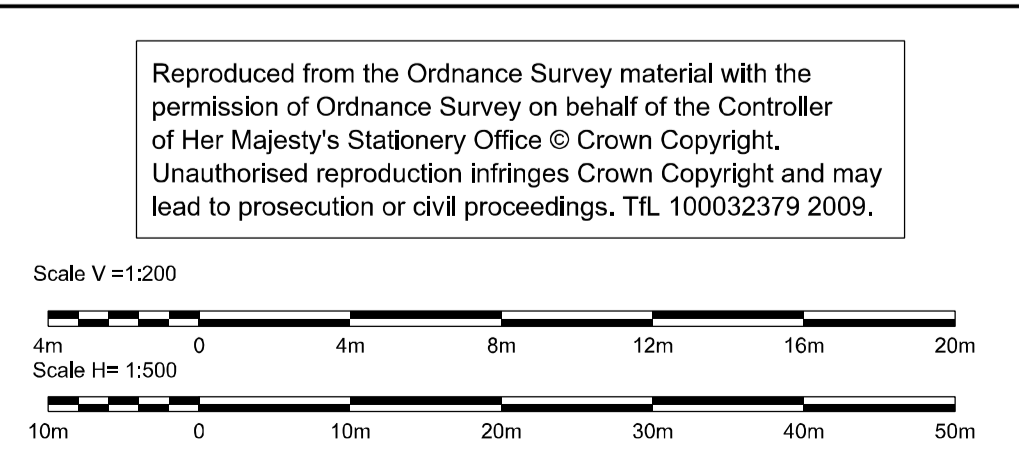 Reproduced from the Ordnance Survey material with the
permission of Ordnance Survey on behalf of the Controller
of Her Majesty's Stationery Office © Crown Copyright.
Unauthorised reproduction infringes Crown Copyright and may
lead to prosecution or civil proceedings. TfL 100032379 2009.
Scale V =1:200
4m 0 4m 8m 12m 16m 20m
Scale H= 1:500
10m 0 10m 20m 30m 40m 50m